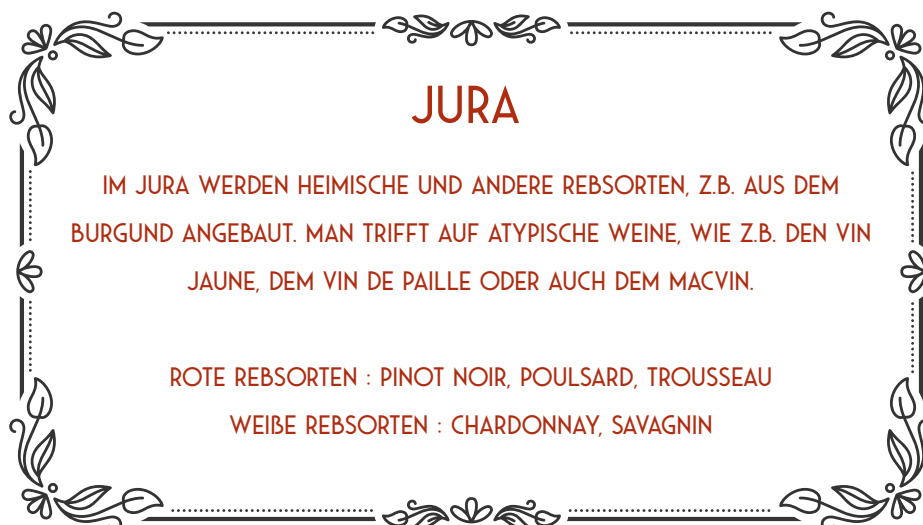 JURA
IM JURA WERDEN HEIMISCHE UND ANDERE REBSORTEN, Z.B. AUS DEM
BURGUND ANGEBAUT. MAN TRIFFT AUF ATYPISCHE WEINE, WIE Z.B. DEN VIN
JAUNE, DEM VIN DE PAILLE ODER AUCH DEM MACVIN.
ROTE REBSORTEN : PINOT NOIR, POULSARD, TROUSSEAU
WEIßE REBSORTEN : CHARDONNAY, SAVAGNIN